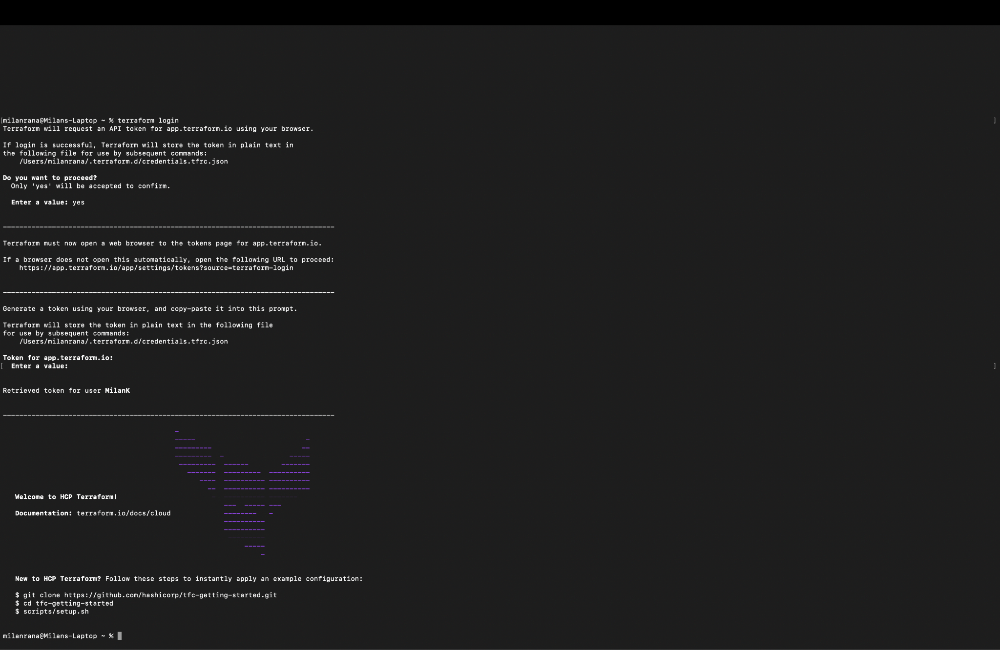 milanrana@Milans-Laptop ~ % terraform login
Terraform will request an API token for app.terraform.io using your browser.
If login is successful, Terraform will store the token in plain text in
the following file for use by subsequent commands:
/Users/milanrana/.terraform.d/credentials.tfrc.json
Do you want to proceed?
Only 'yes' will be accepted to confirm.
Enter a value: yes
---------------------------------------------------------------------------------
Terraform must now open a web browser to the tokens page for app.terraform.io.
If a browser does not open this automatically, open the following URL to proceed:
https://app.terraform.io/app/settings/tokens?source=terraform-login
---------------------------------------------------------------------------------
Generate a token using your browser, and copy-paste it into this prompt.
Terraform will store the token in plain text in the following file
for use by subsequent commands:
/Users/milanrana/.terraform.d/credentials.tfrc.json
Token for app.terraform.io:
Enter a value:
Retrieved token for user MilanK
---------------------------------------------------------------------------------
Welcome to HCP Terraform!
Documentation: terraform.io/docs/cloud
New to HCP Terraform? Follow these steps to instantly apply an example configuration:
$ git clone https://github.com/hashicorp/tfc-getting-started.git
$ cd tfc-getting-started
$ scripts/setup.sh
milanrana@Milans-Laptop ~ %